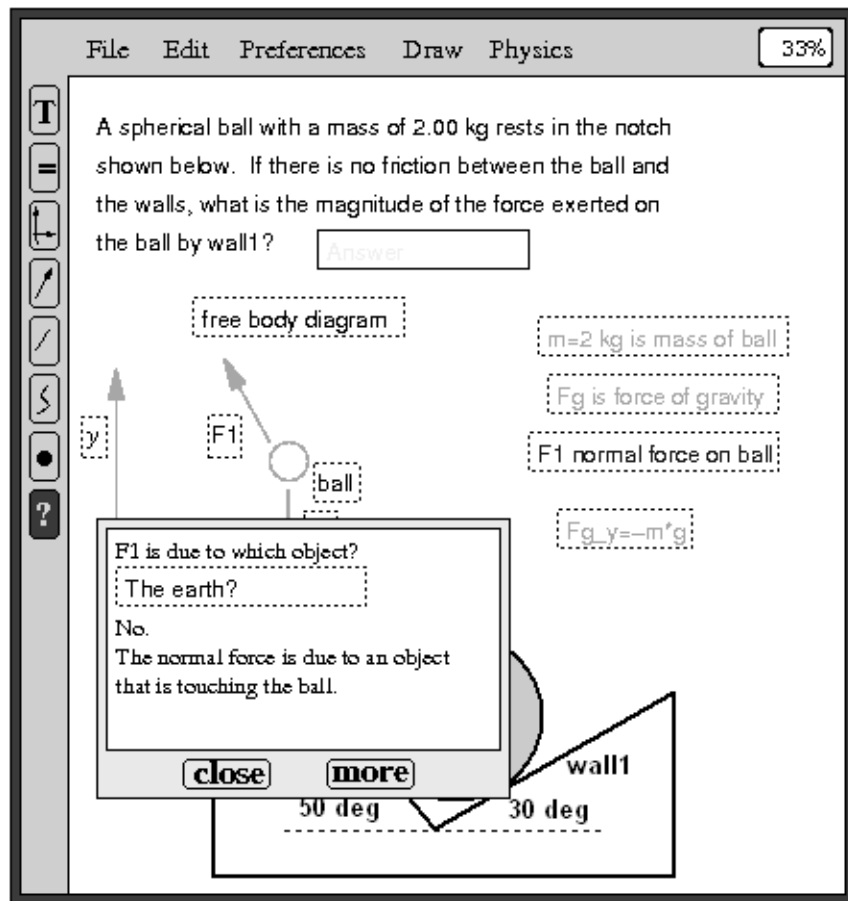 File Edit Preferences Draw Physics 33%
T
=
A spherical ball with a mass of 2.00 kg rests in the notch
shown below. If there is no friction between the ball and
the walls, what is the magnitude of the force exerted on
the ball by wall1? Answer
free body diagram
m=2 kg is mass of ball
Fg is force of gravity
y
F1
F1 normal force on ball
ball
?
Fg_y=-m*g
F1 is due to which object?
The earth?
No.
The normal force is due to an object
that is touching the ball.
close more
wall1
50 deg 30 deg